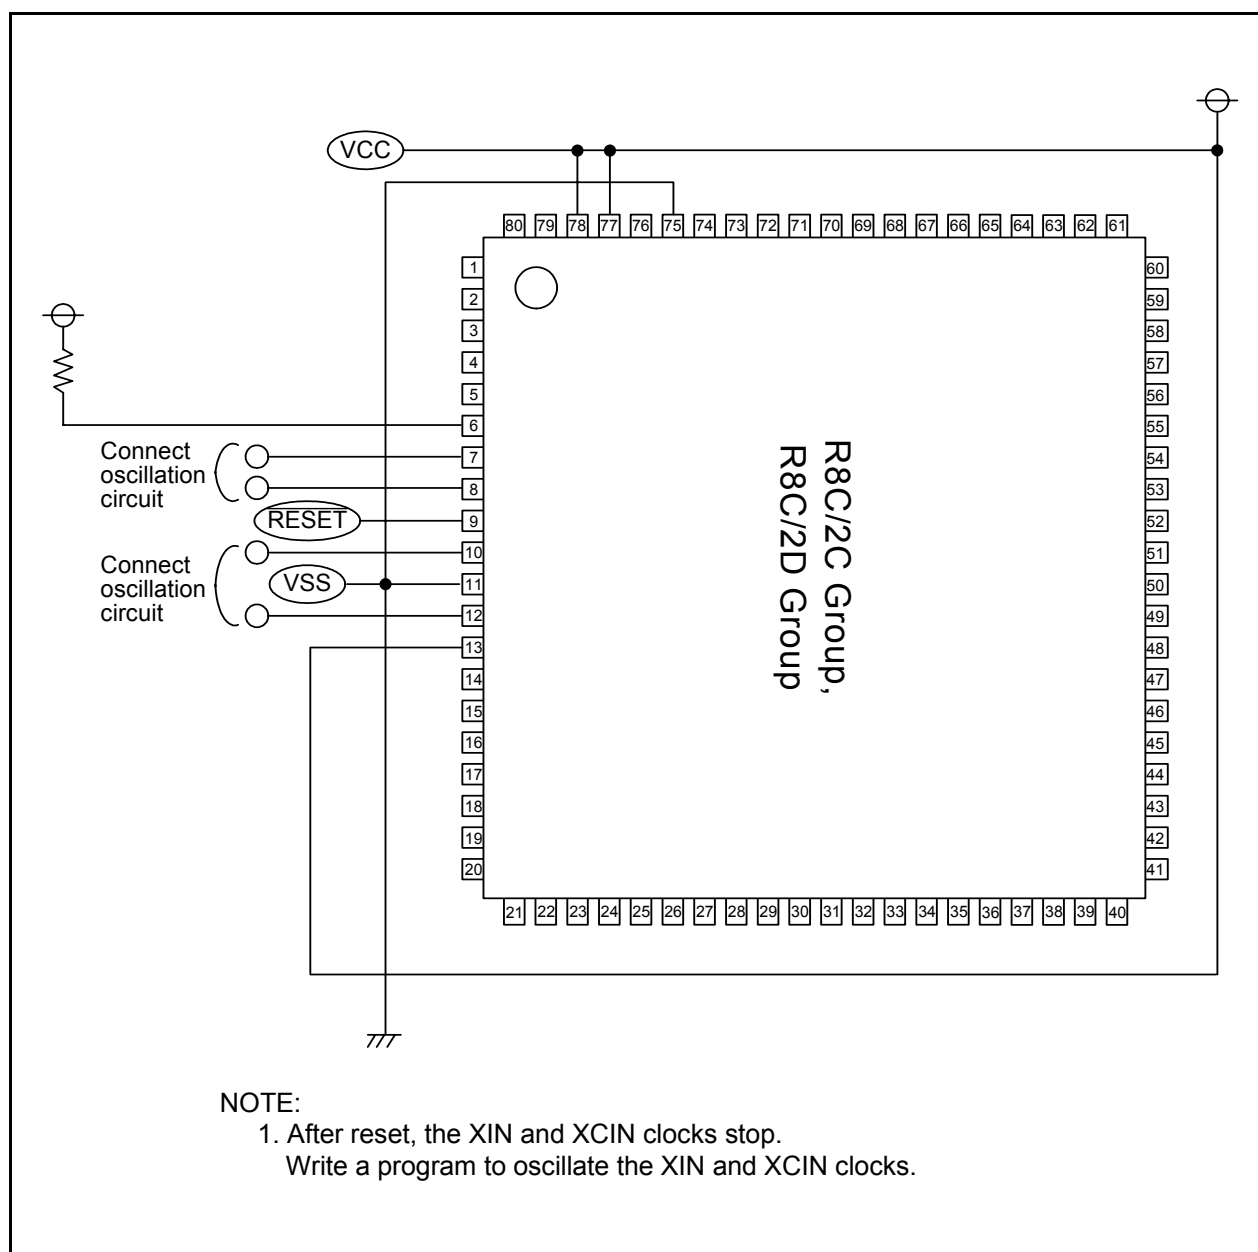 VCC
80 79 78 77 76 75 74 73 72 71 70 69 68 67 66 65 64 63 62 61
1
2
3
4
5
6
7
8
9
10
11
12
13
14
15
16
17
18
19
20
Connect
oscillation
circuit
RESET
Connect
oscillation
circuit
VSS
R8C/2C Group,
R8C/2D Group
60
59
58
57
56
55
54
53
52
51
50
49
48
47
46
45
44
43
42
41
21 22 23 24 25 26 27 28 29 30 31 32 33 34 35 36 37 38 39 40
NOTE:
1. After reset, the XIN and XCIN clocks stop.
Write a program to oscillate the XIN and XCIN clocks.